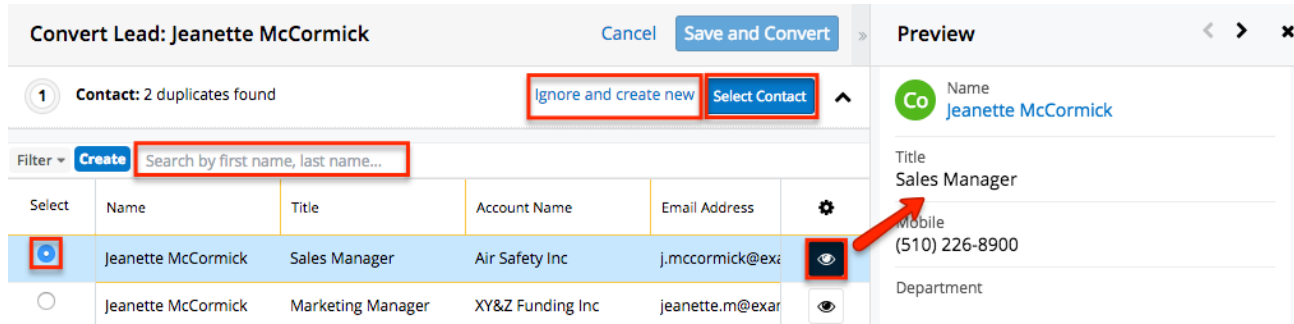 Convert Lead: Jeanette McCormick Cancel Save and Convert »
1 Contact: 2 duplicates found Ignore and create new Select Contact
Filter Create Search by first name, last name...
Select Name Title Account Name Email Address
Jeanette McCormick Sales Manager Air Safety Inc j.mccormick@exa
Jeanette McCormick Marketing Manager XY&Z Funding Inc jeanette.m@exar
Preview
Co Name
Jeanette McCormick
Title
Sales Manager
Mobile
(510) 226-8900
Department